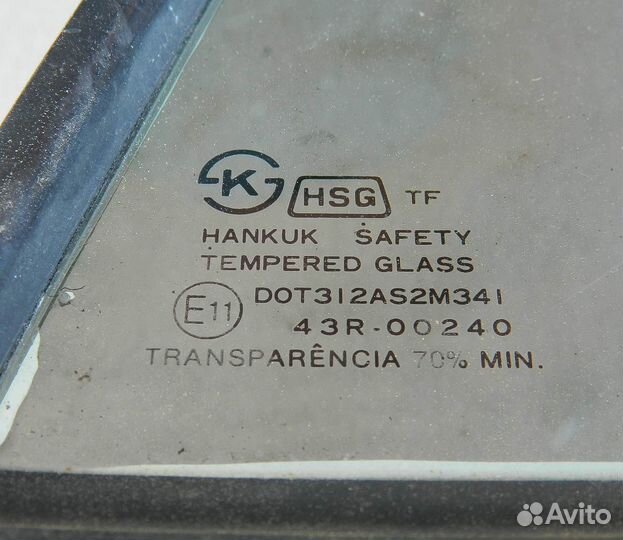 K HSG TF
HANKUK SAFETY
TEMPERED GLASS
E11 DOT312AS2M341
43R-00240
TRANSPARÊNCIA 70% MIN.
Avito